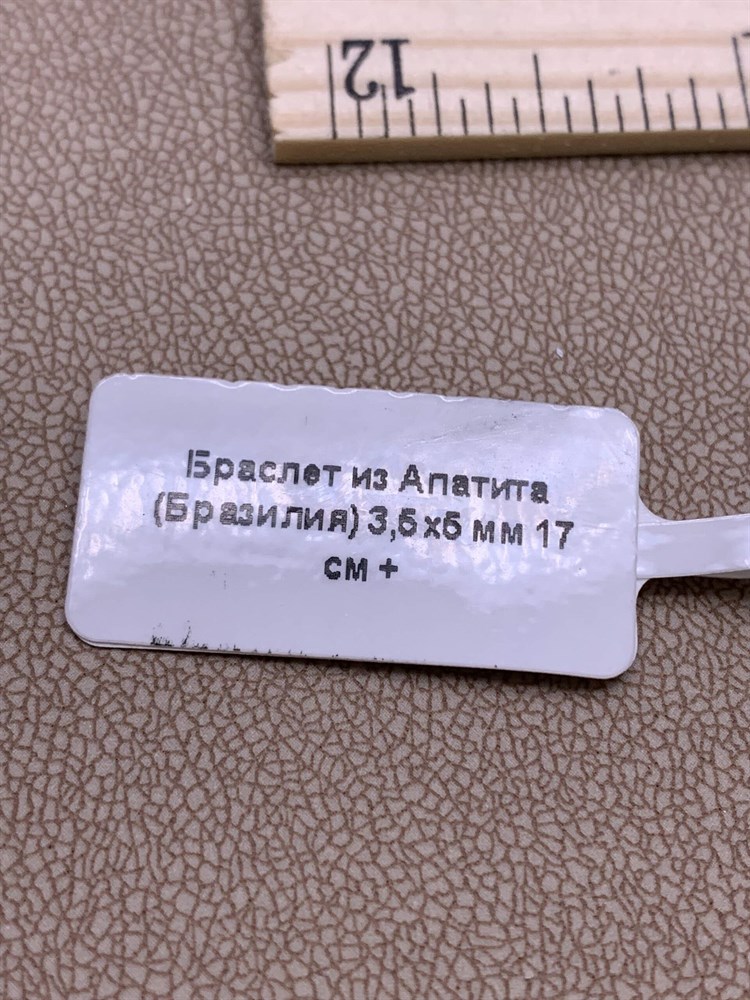 12
Браслет из Апатита
(Бразилия) 3,5х5 мм 17
см +